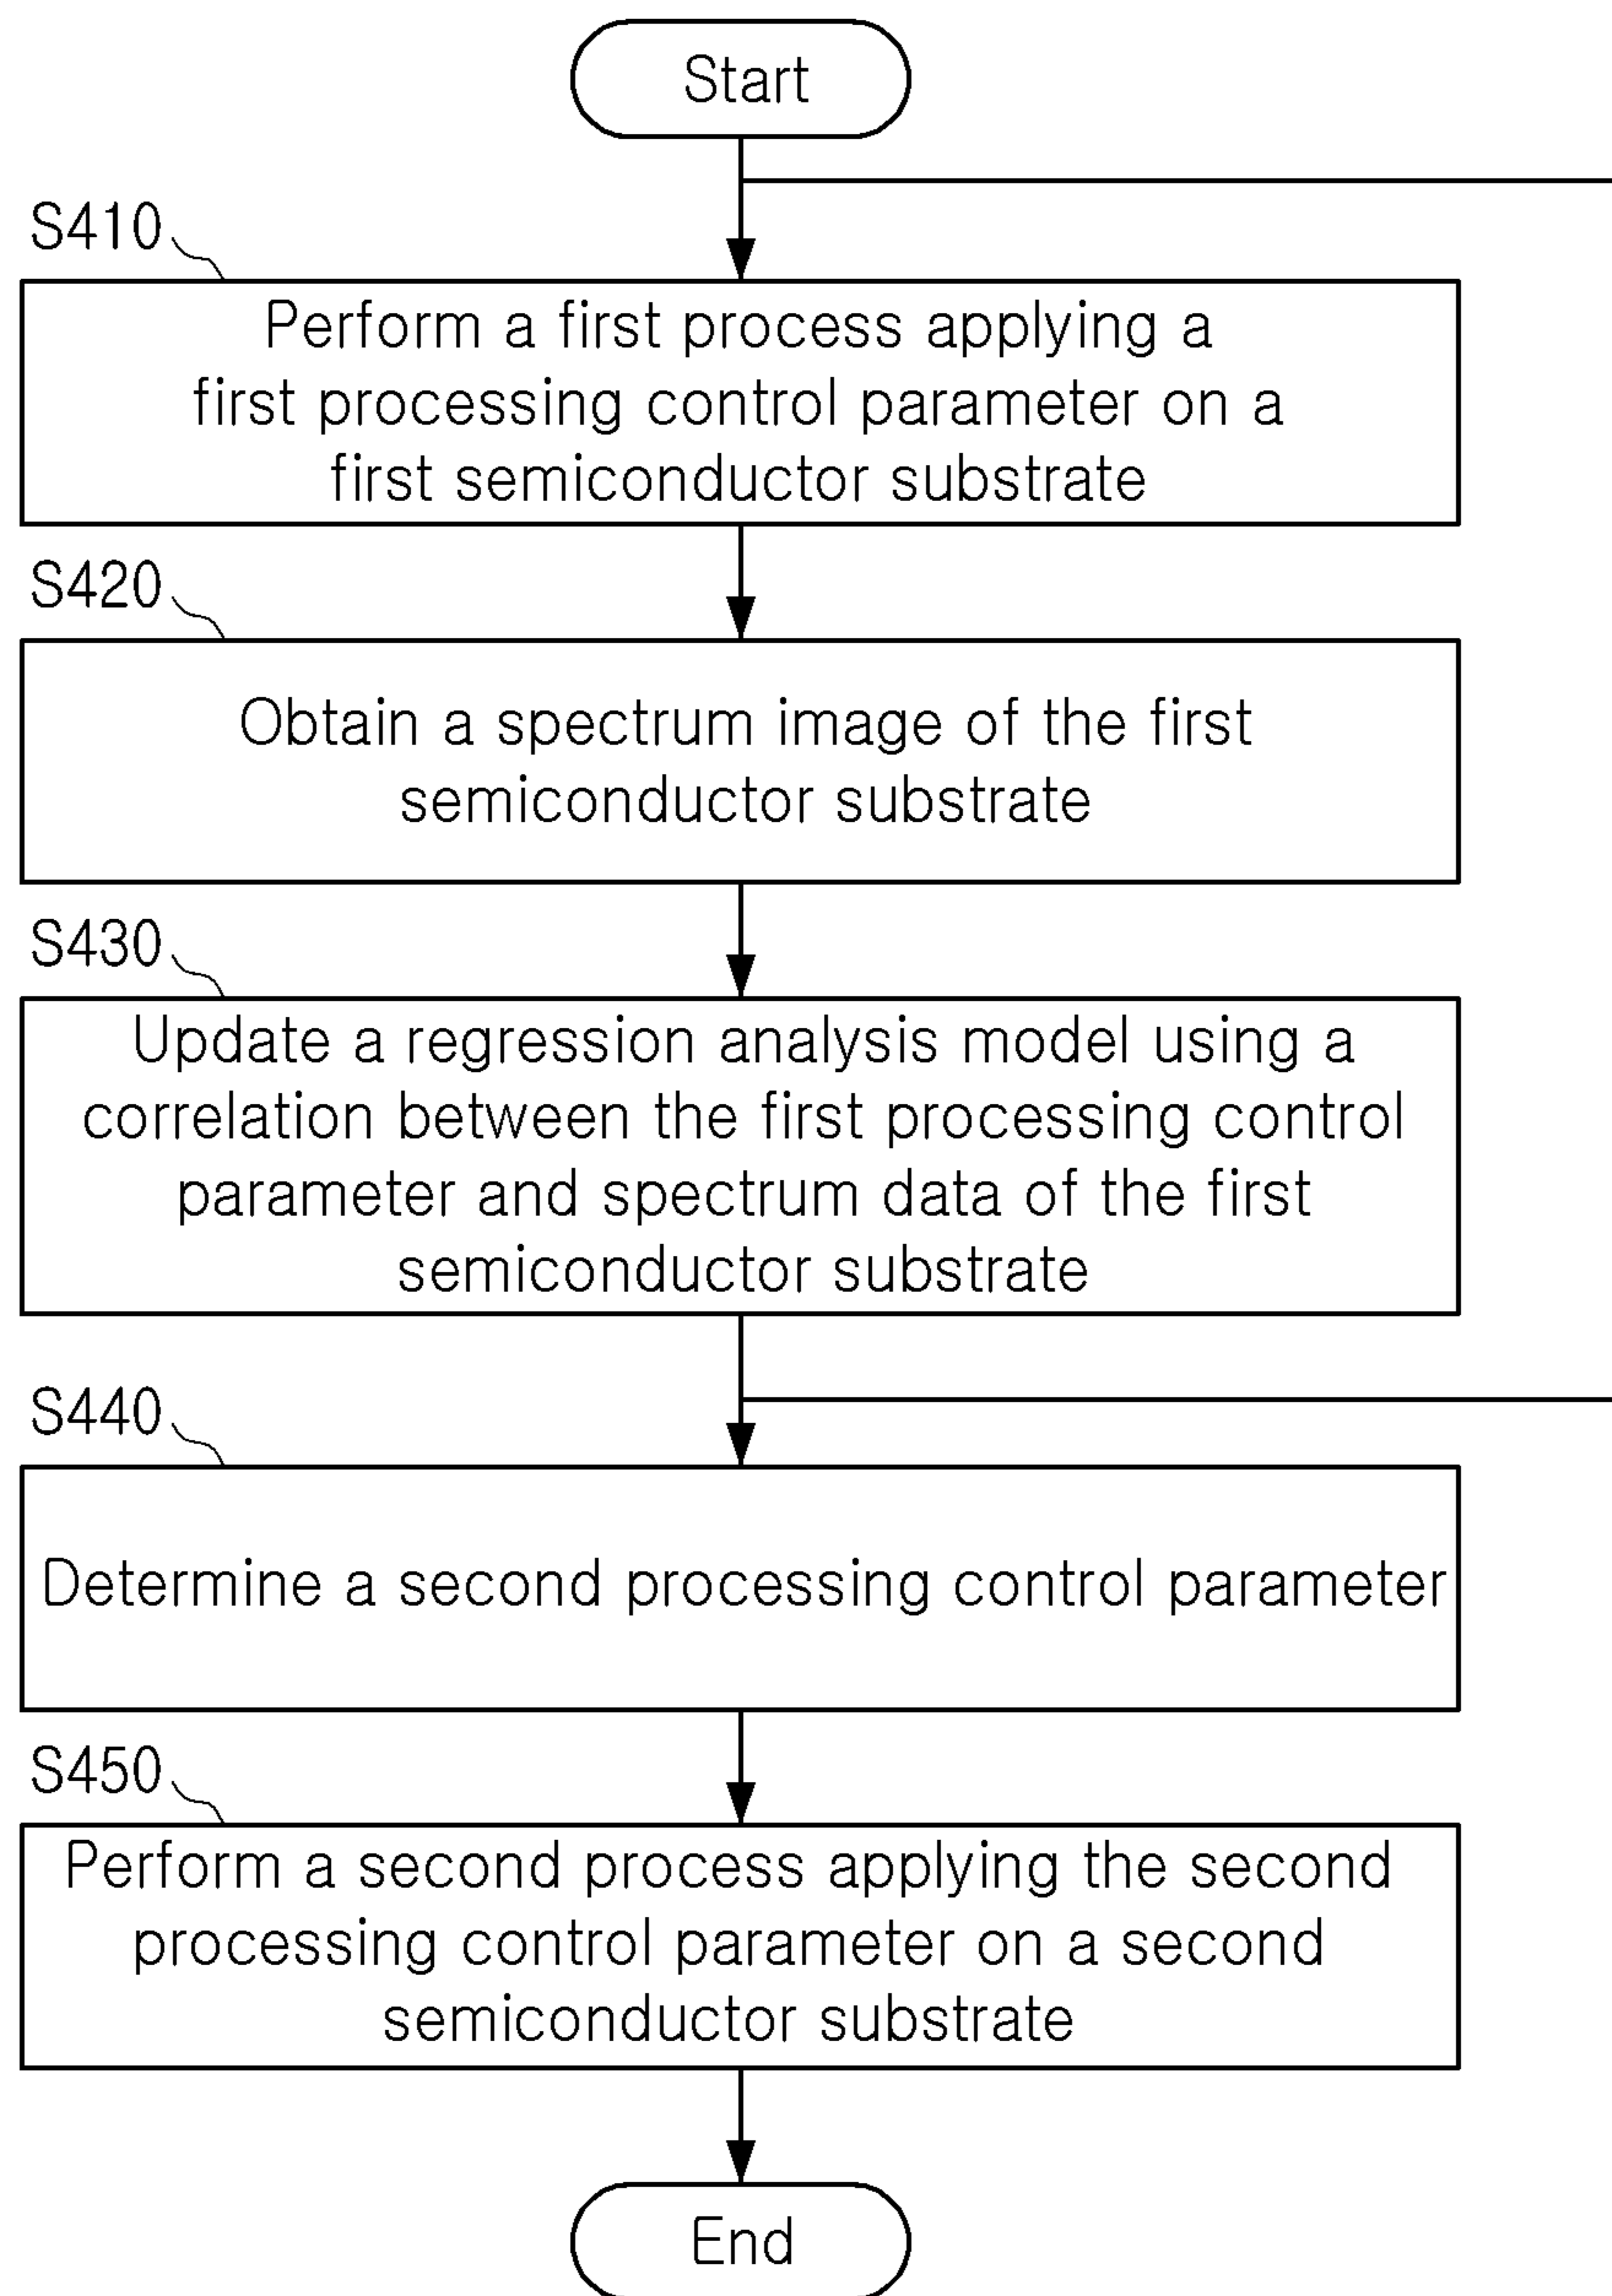 Start
S410
Perform a first process applying a
first processing control parameter on a
first semiconductor substrate
S420
Obtain a spectrum image of the first
semiconductor substrate
S430
Update a regression analysis model using a
correlation between the first processing control
parameter and spectrum data of the first
semiconductor substrate
S440
Determine a second processing control parameter
S450
Perform a second process applying the second
processing control parameter on a second
semiconductor substrate
End